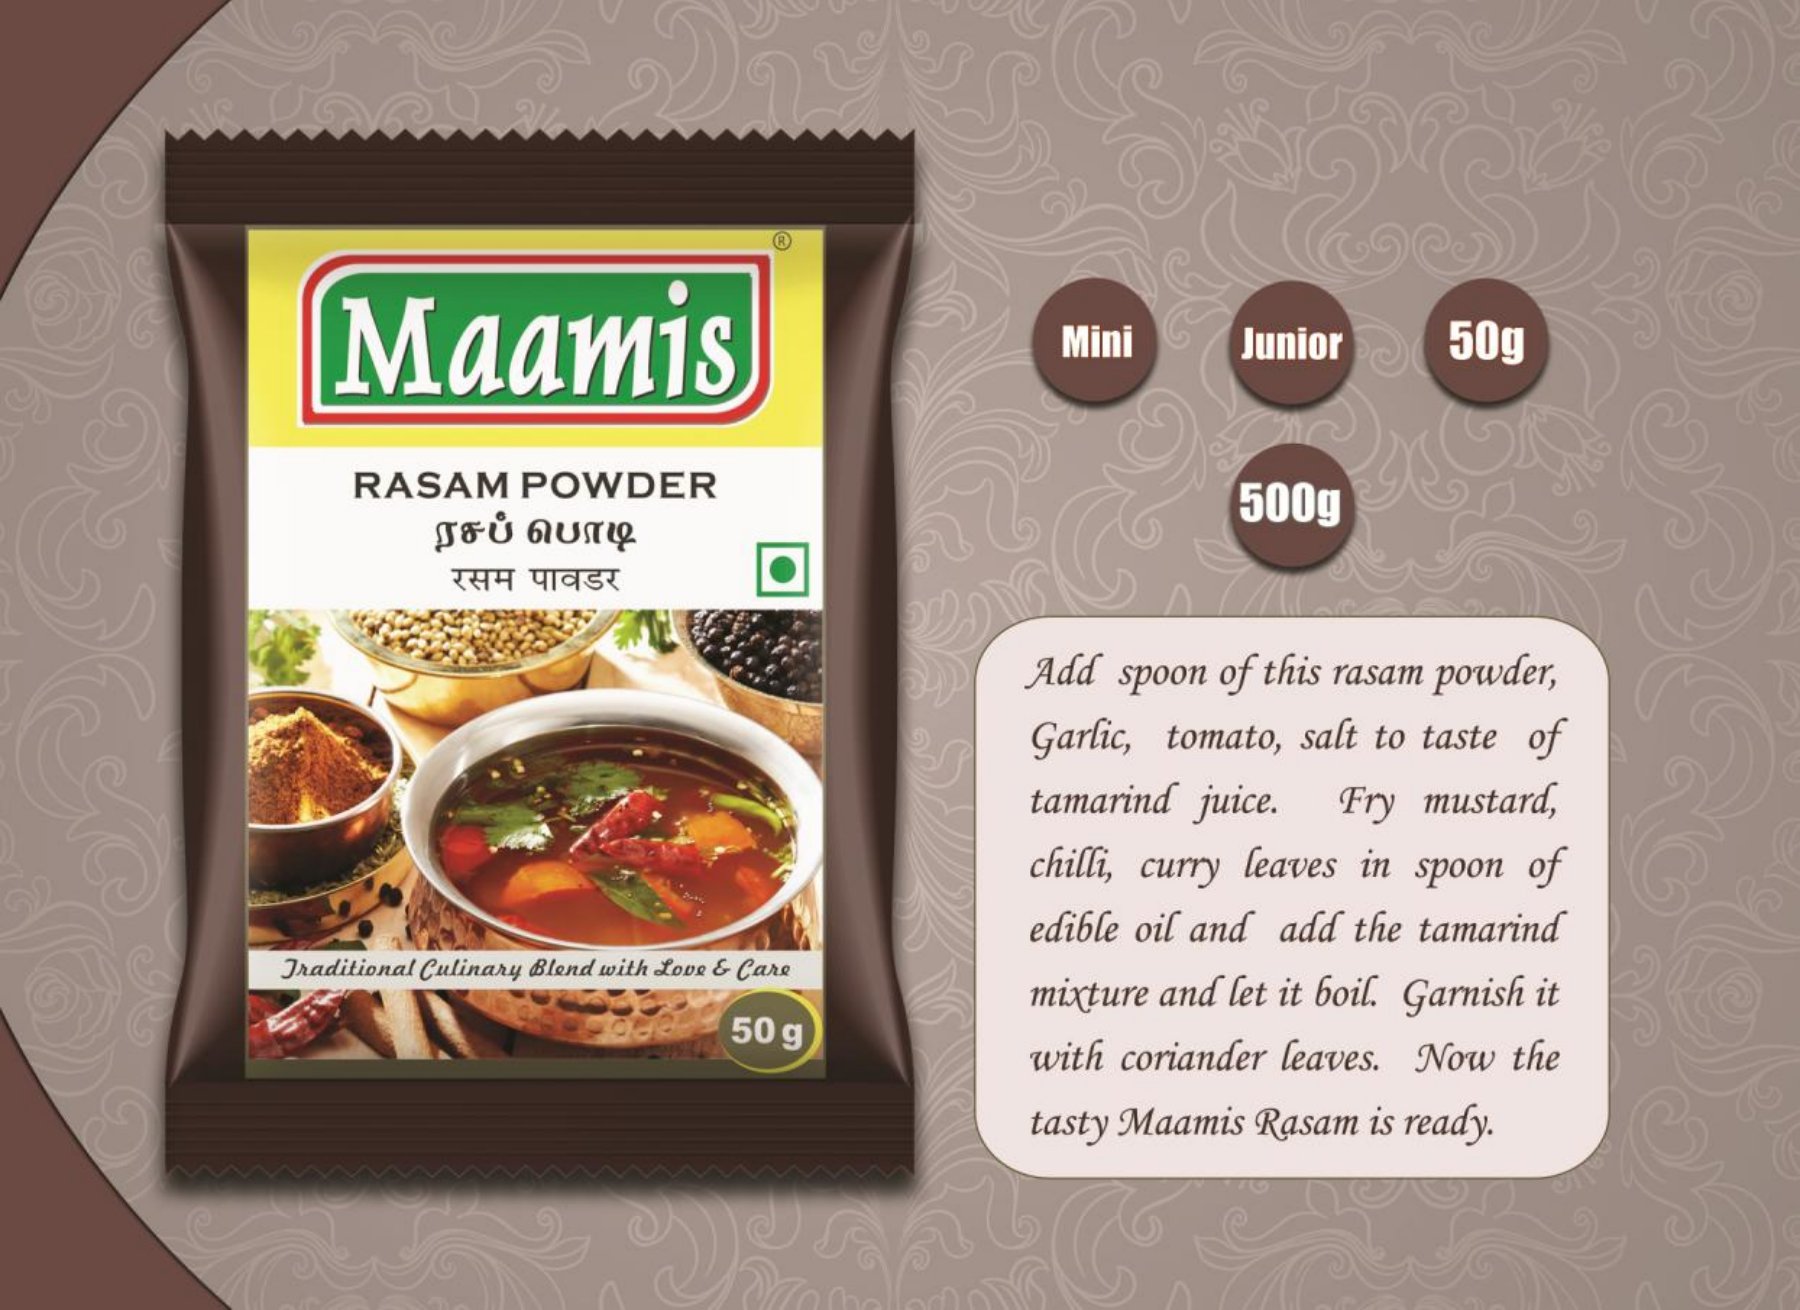 ®
Maamis
RASAM POWDER
ரசப் பொடி
रसम पावडर
Traditional Culinary Blend with Love & Care
50 g
Mini
Junior
50g
500g
Add spoon of this rasam powder,
Garlic, tomato, salt to taste of
tamarind juice. Fry mustard,
chilli, curry leaves in spoon of
edible oil and add the tamarind
mixture and let it boil. Garnish it
with coriander leaves. Now the
tasty Maamis Rasam is ready.